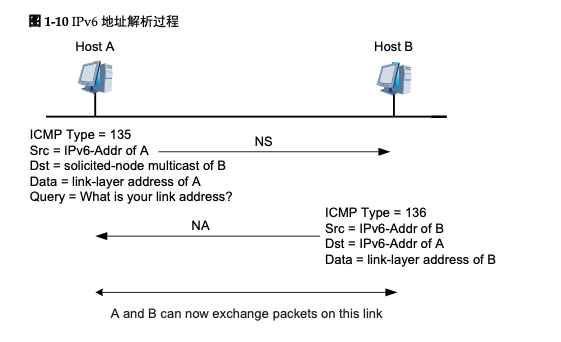 图 1-10 IPv6 地址解析过程
Host A
Host B
ICMP Type = 135
Src = IPv6-Addr of A
NS
Dst = solicited-node multicast of B
Data = link-layer address of A
Query = What is your link address?
ICMP Type = 136
NA
Src = IPv6-Addr of B
Dst = IPv6-Addr of A
Data = link-layer address of B
A and B can now exchange packets on this link